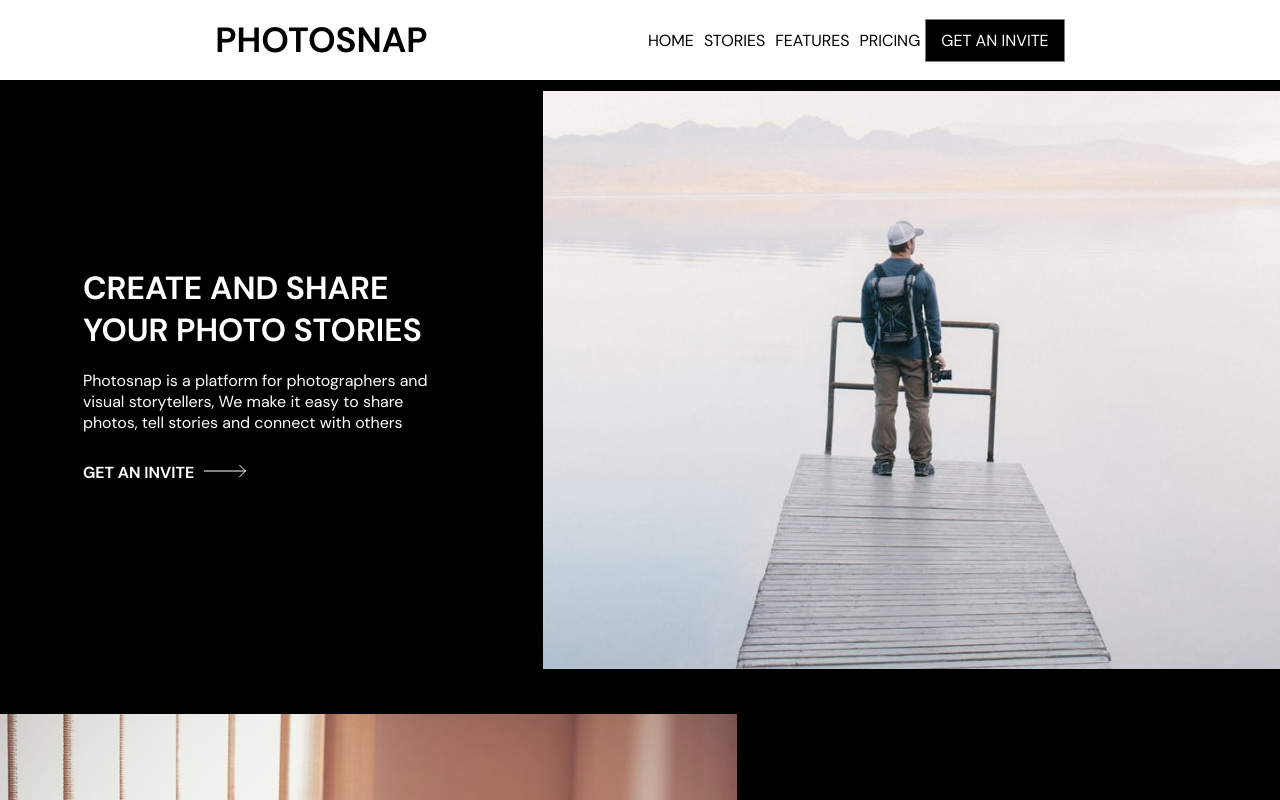 PHOTOSNAP
HOME STORIES FEATURES PRICING GET AN INVITE
CREATE AND SHARE
YOUR PHOTO STORIES
Photosnap is a platform for photographers and
visual storytellers, We make it easy to share
photos, tell stories and connect with others
GET AN INVITE